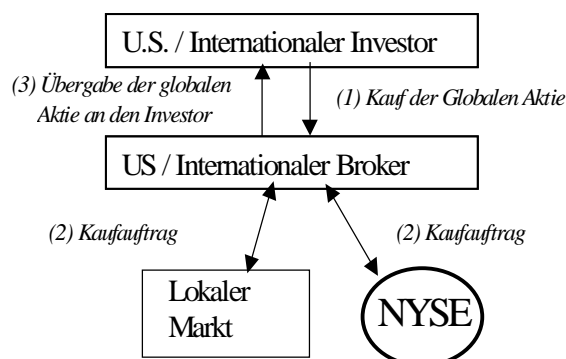 U.S. / Internationaler Investor
(3) Übergabe der globalen
Aktie an den Investor
(1) Kauf der Globalen Aktie
US / Internationaler Broker
(2) Kaufauftrag
(2) Kaufauftrag
Lokaler
Markt
NYSE